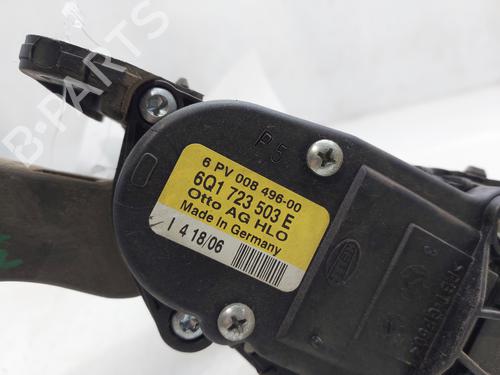 B-PARTS
P5
6 PV 008 496-00
6Q1 723 503 E
Otto AG HLO
Made in Germany
I 4 18/06